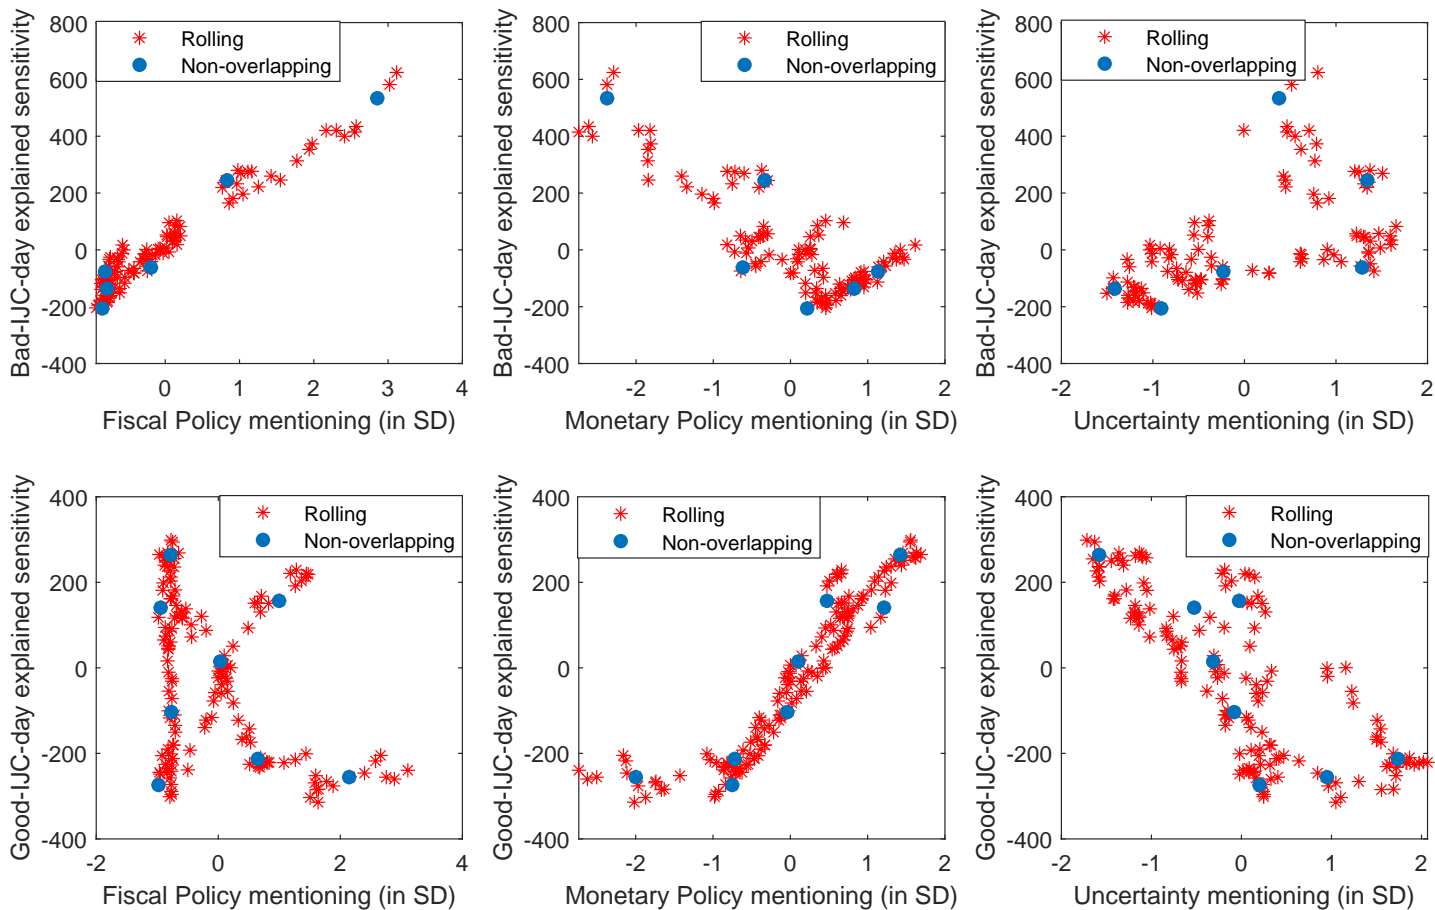 Bad-IJC-day explained sensitivity
800
600
400
200
0
-200
-400
Rolling
Non-overlapping
0
1
2
3
4
Fiscal Policy mentioning (in SD)
Bad-IJC-day explained sensitivity
800
600
400
200
0
-200
-400
Rolling
Non-overlapping
-2
-1
0
1
2
Monetary Policy mentioning (in SD)
Bad-IJC-day explained sensitivity
800
600
400
200
0
-200
-400
Rolling
Non-overlapping
-2
-1
0
1
2
Uncertainty mentioning (in SD)
Good-IJC-day explained sensitivity
400
200
0
-200
-400
Rolling
Non-overlapping
-2
0
2
4
Fiscal Policy mentioning (in SD)
Good-IJC-day explained sensitivity
400
200
0
-200
-400
Rolling
Non-overlapping
-2
-1
0
1
2
Monetary Policy mentioning (in SD)
Good-IJC-day explained sensitivity
400
200
0
-200
-400
Rolling
Non-overlapping
-2
-1
0
1
2
Uncertainty mentioning (in SD)